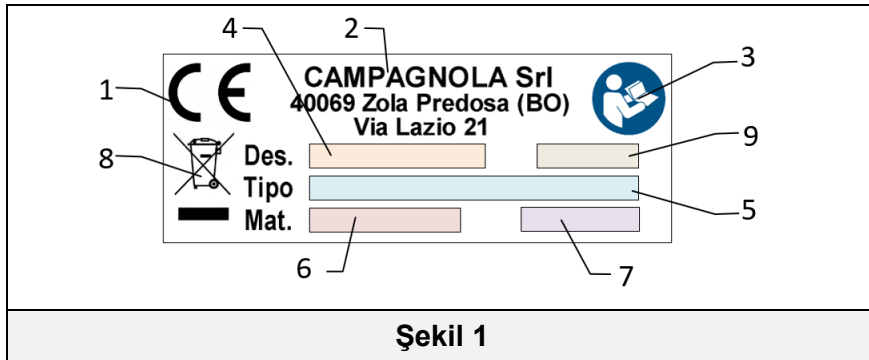 4 2 3
1 CE CAMPAGNOLA Srl
40069 Zola Predosa (BO)
Via Lazio 21
9
8 Des.
Tipo 5
Mat.
6 7
Şekil 1